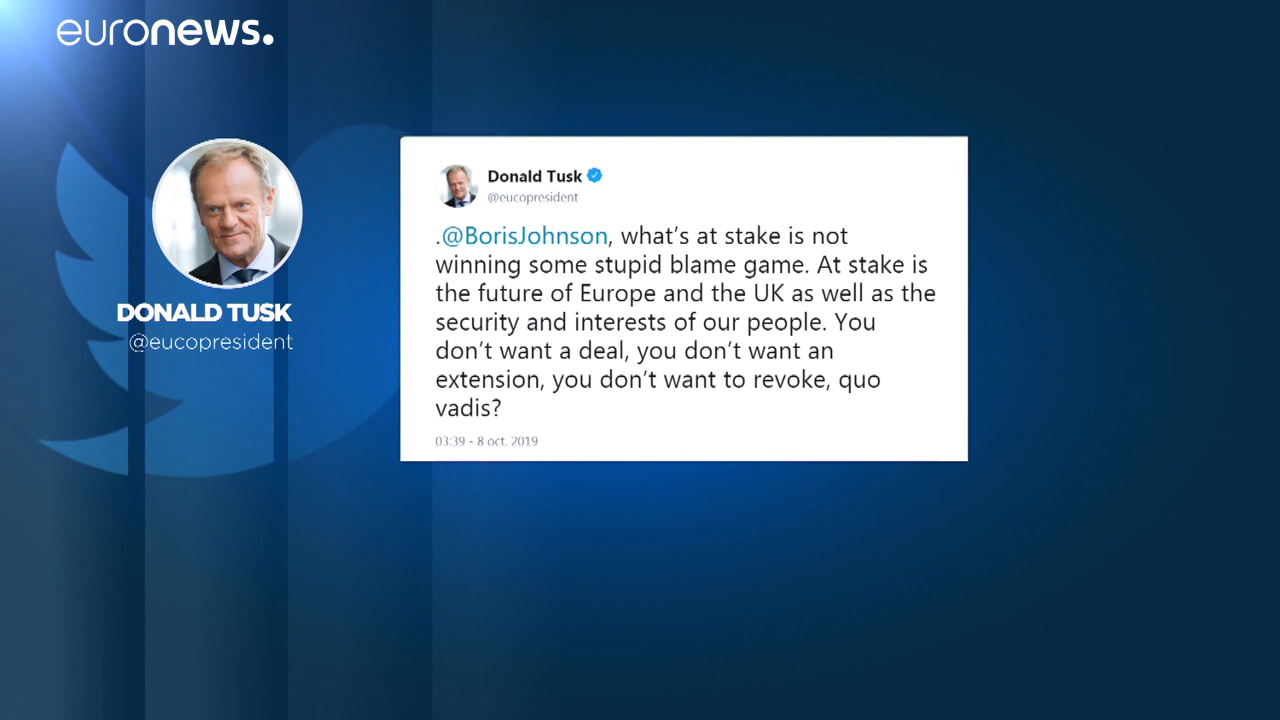 euronews.
DONALD TUSK
@eucopresident
Donald Tusk
@eucopresident
.@BorisJohnson, what’s at stake is not
winning some stupid blame game. At stake is
the future of Europe and the UK as well as the
security and interests of our people. You
don’t want a deal, you don’t want an
extension, you don’t want to revoke, quo
vadis?
03:39 - 8 oct. 2019